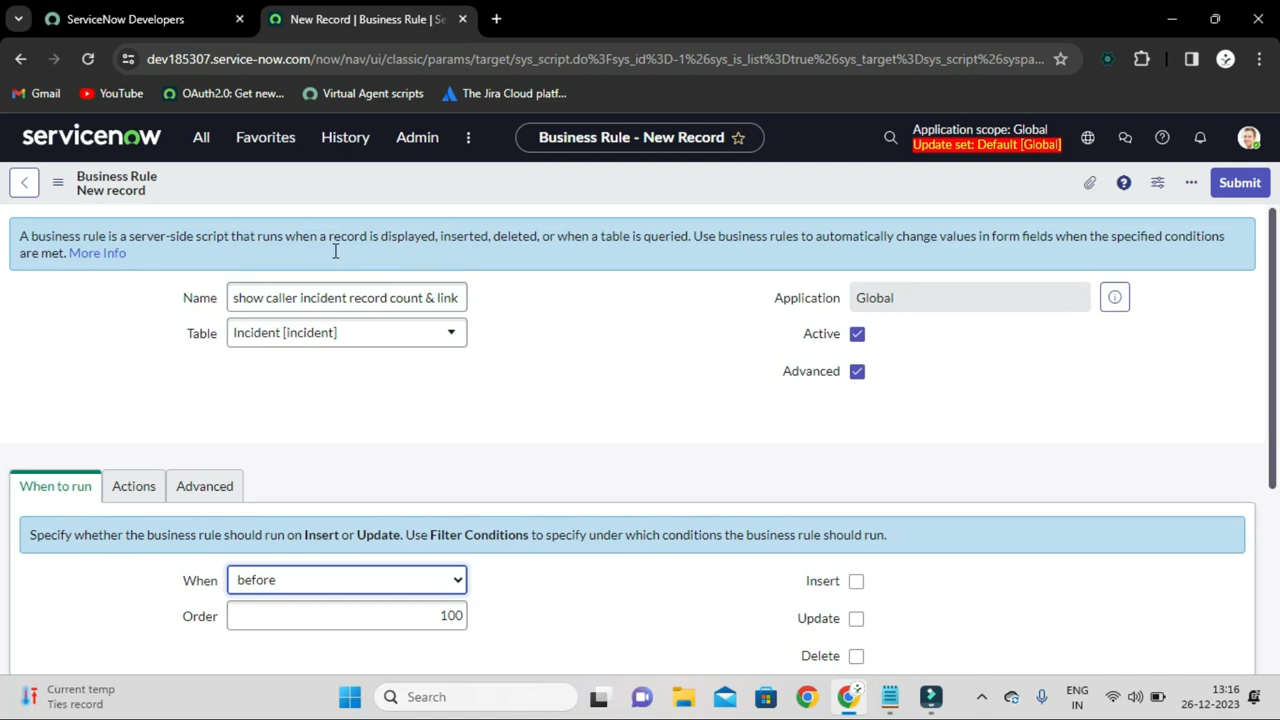 ServiceNow Developers
New Record | Business Rule | Se
dev185307.service-now.com/now/nav/ui/classic/params/target/sys_script.do%3Fsys_id%3D-1%26sys_is_list%3Dtrue%26sys_target%3Dsys_script%26syspa...
Gmail
YouTube
OAuth2.0: Get new...
Virtual Agent scripts
The Jira Cloud platf...
servicenow
All
Favorites
History
Admin
Business Rule - New Record
Application scope: Global
Update set: Default [Global]
Business Rule
New record
Submit
A business rule is a server-side script that runs when a record is displayed, inserted, deleted, or when a table is queried. Use business rules to automatically change values in form fields when the specified conditions
are met. More Info
Name show caller incident record count & link
Application Global
Table Incident [incident]
Active
Advanced
When to run
Actions
Advanced
Specify whether the business rule should run on Insert or Update. Use Filter Conditions to specify under which conditions the business rule should run.
When before
Insert
Order 100
Update
Delete
Current temp
Ties record
Search
ENG
IN
13:16
26-12-2023